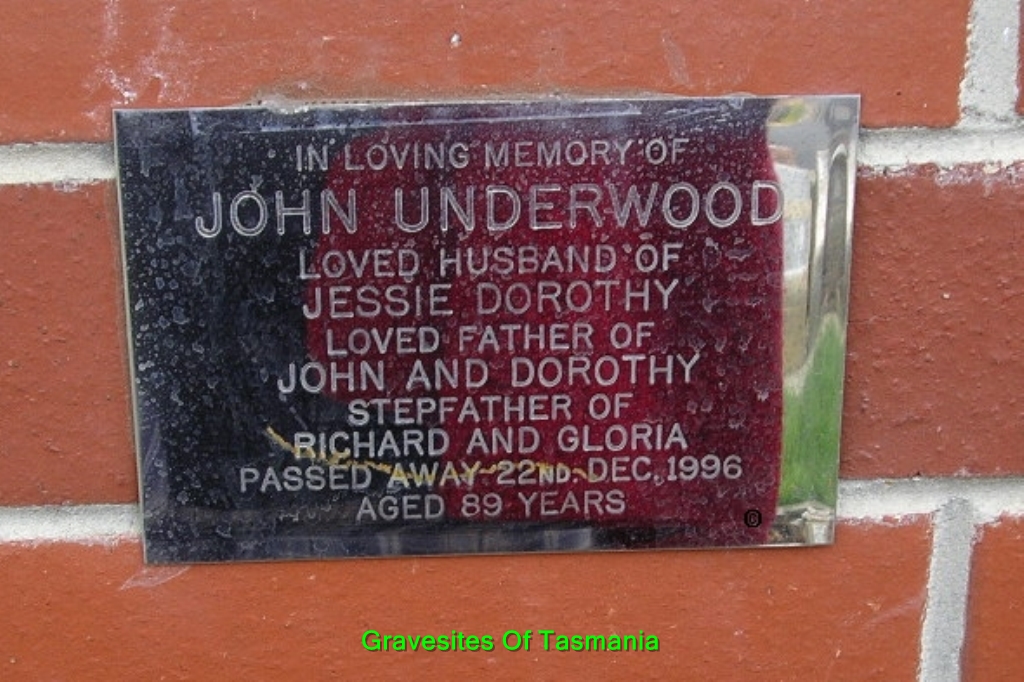 IN LOVING MEMORY OF
JOHN UNDERWOOD
LOVED HUSBAND OF
JESSIE DOROTHY
LOVED FATHER OF
JOHN AND DOROTHY
STEPFATHER OF
RICHARD AND GLORIA
PASSED AWAY 22ND. DEC, 1996
AGED 89 YEARS
©
Gravesites Of Tasmania